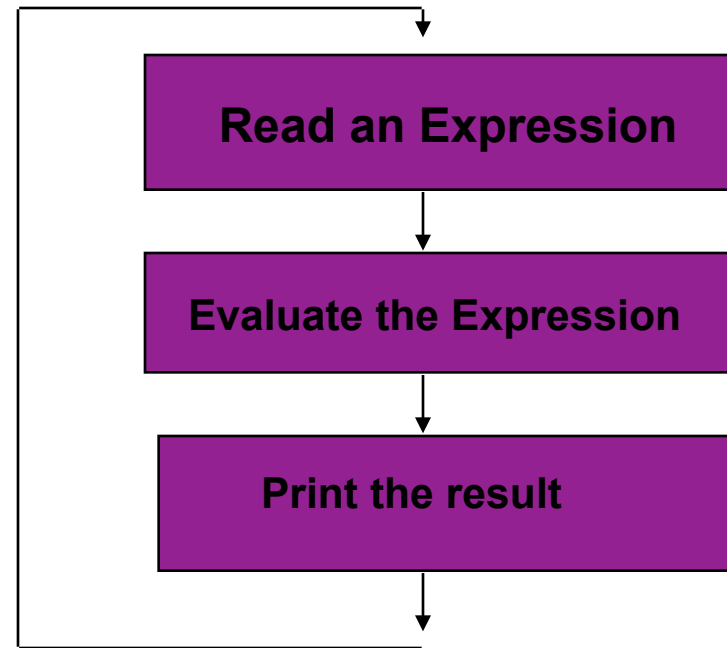 Read an Expression
Evaluate the Expression
Print the result